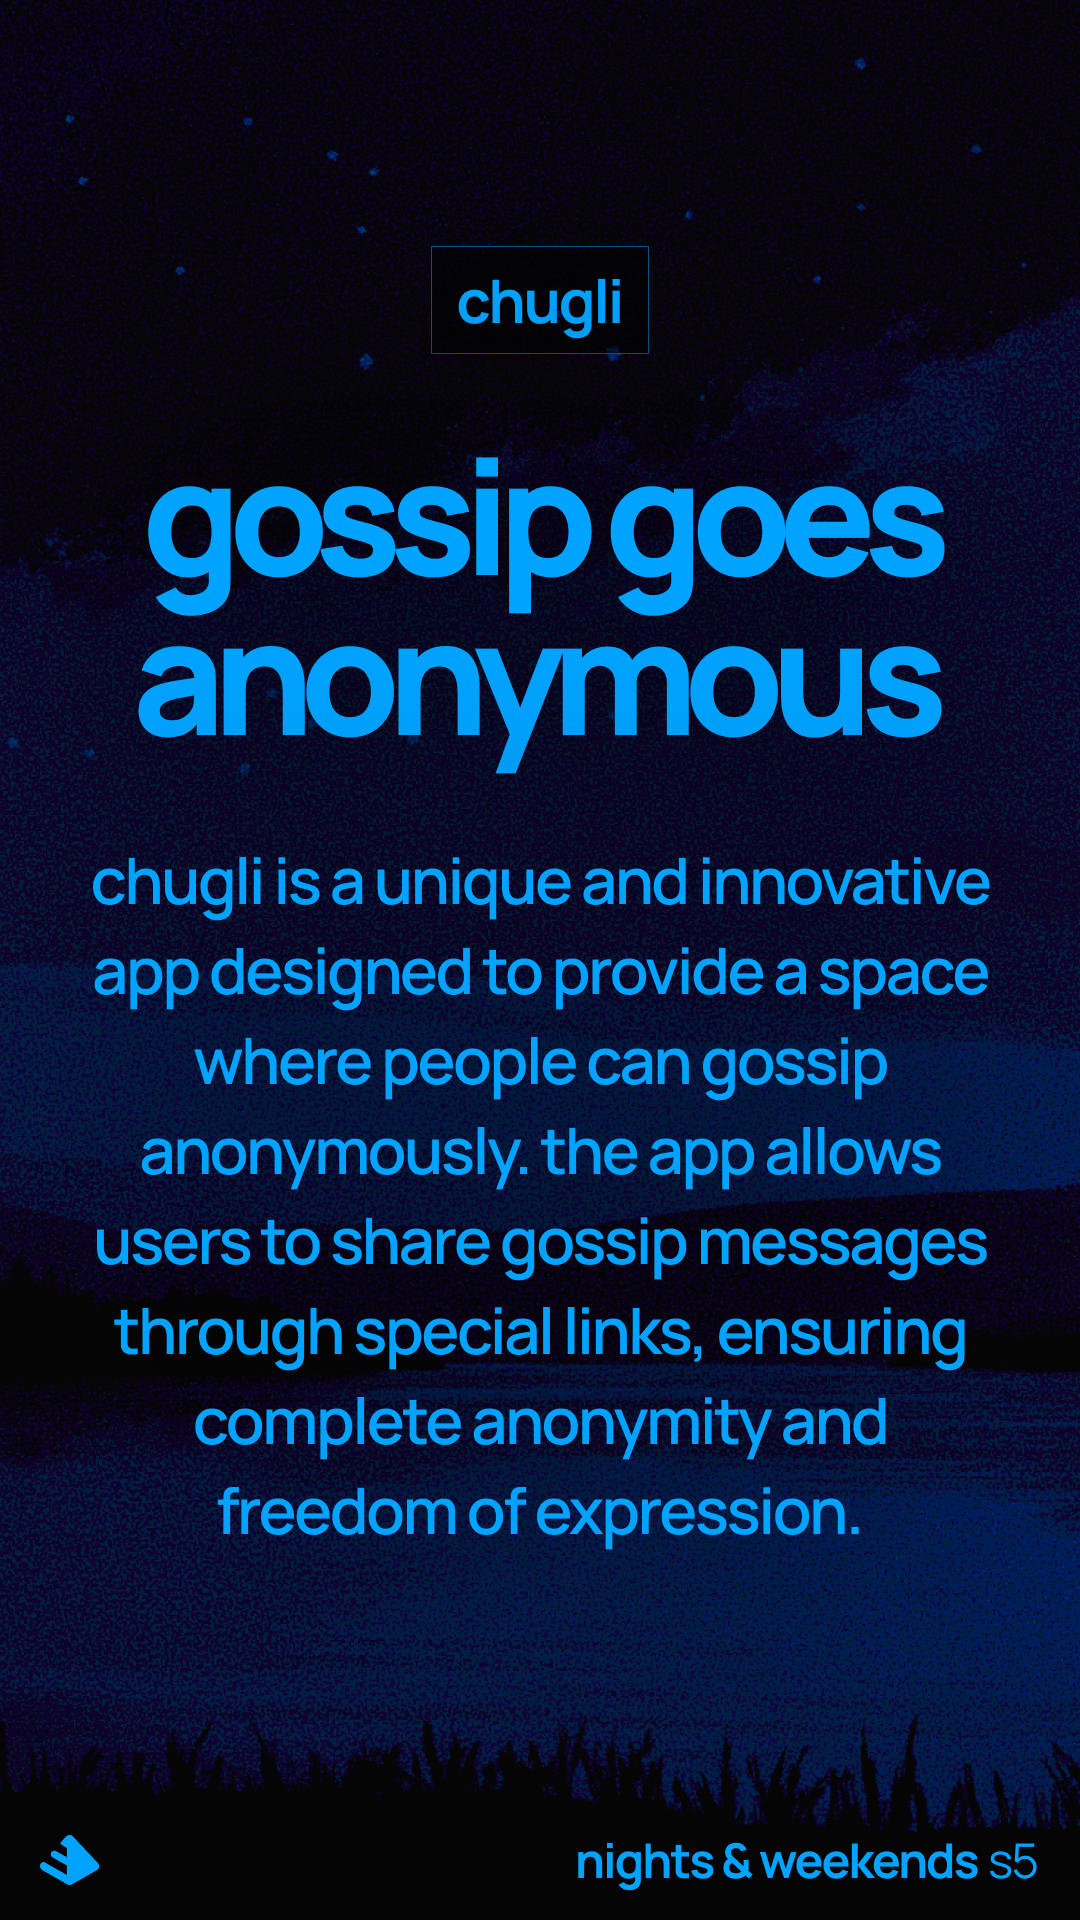 chugli
gossip goes
anonymous
chugli is a unique and innovative
app designed to provide a space
where people can gossip
anonymously. the app allows
users to share gossip messages
through special links, ensuring
complete anonymity and
freedom of expression.
nights & weekends s5